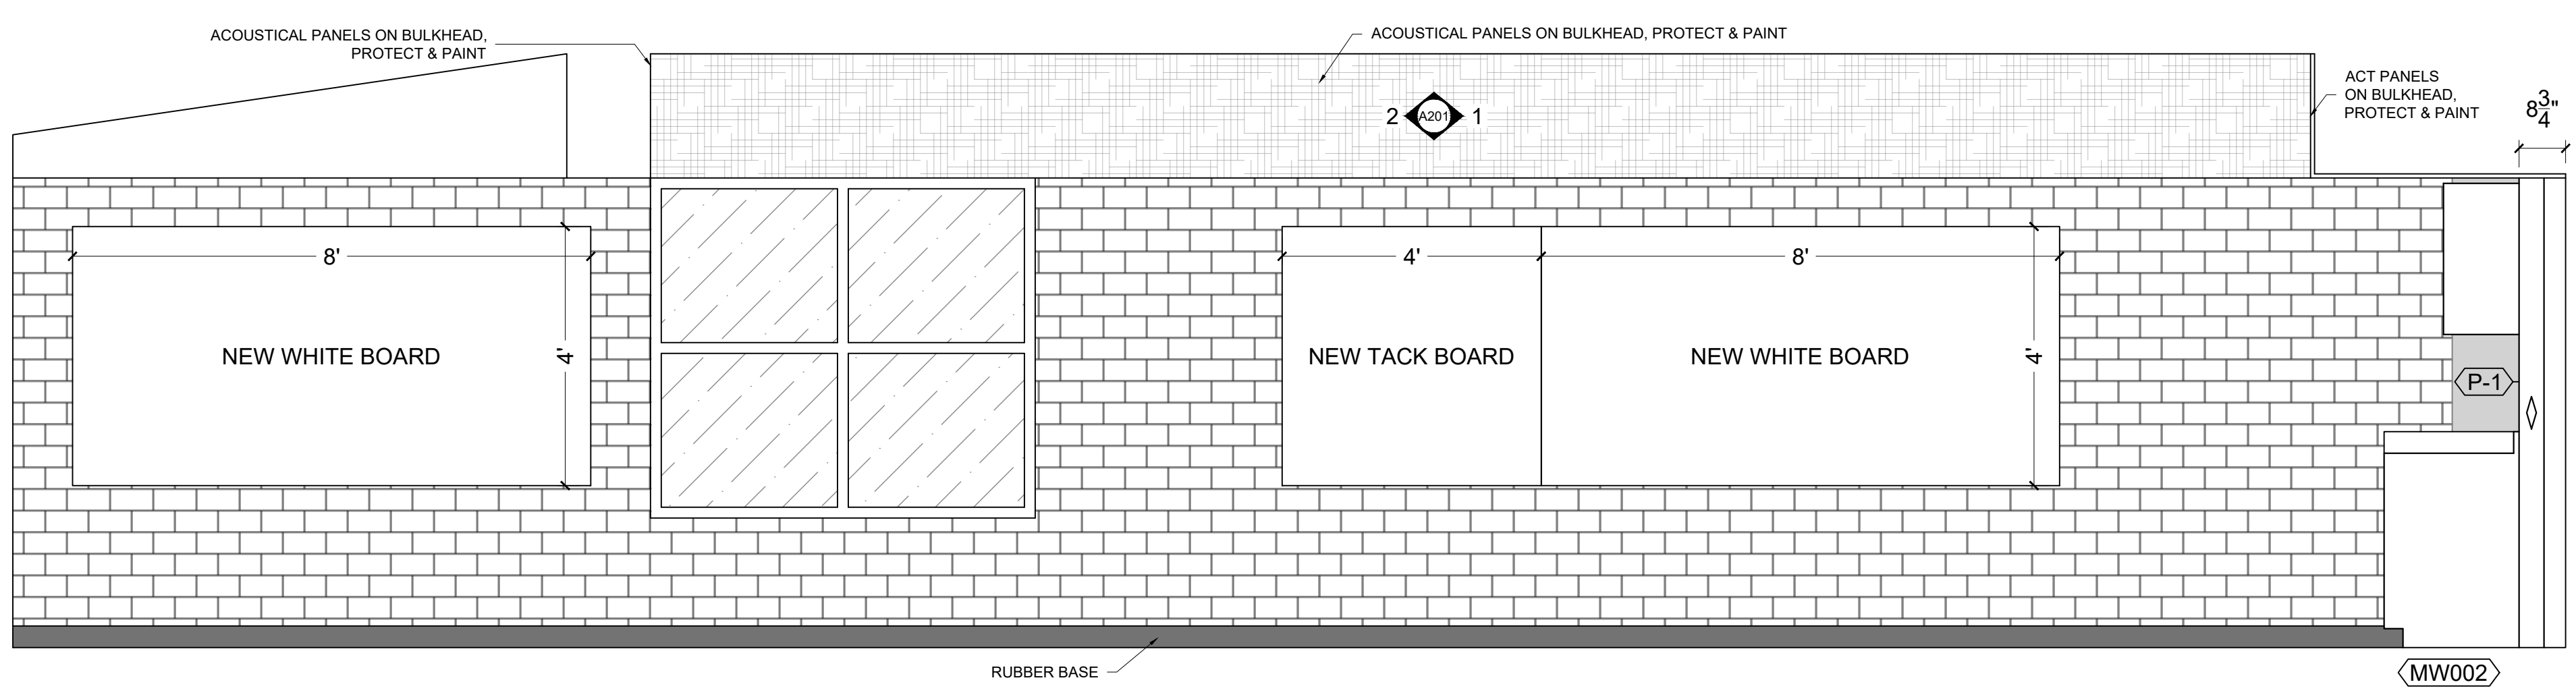 ACOUSTICAL PANELS ON BULKHEAD,
PROTECT & PAINT
ACOUSTICAL PANELS ON BULKHEAD, PROTECT & PAINT
ACT PANELS
ON BULKHEAD,
PROTECT & PAINT
8 3/4"
2 A201 1
8'
4'
NEW WHITE BOARD
4'
8'
4'
NEW TACK BOARD
NEW WHITE BOARD
P-1
RUBBER BASE
MW002